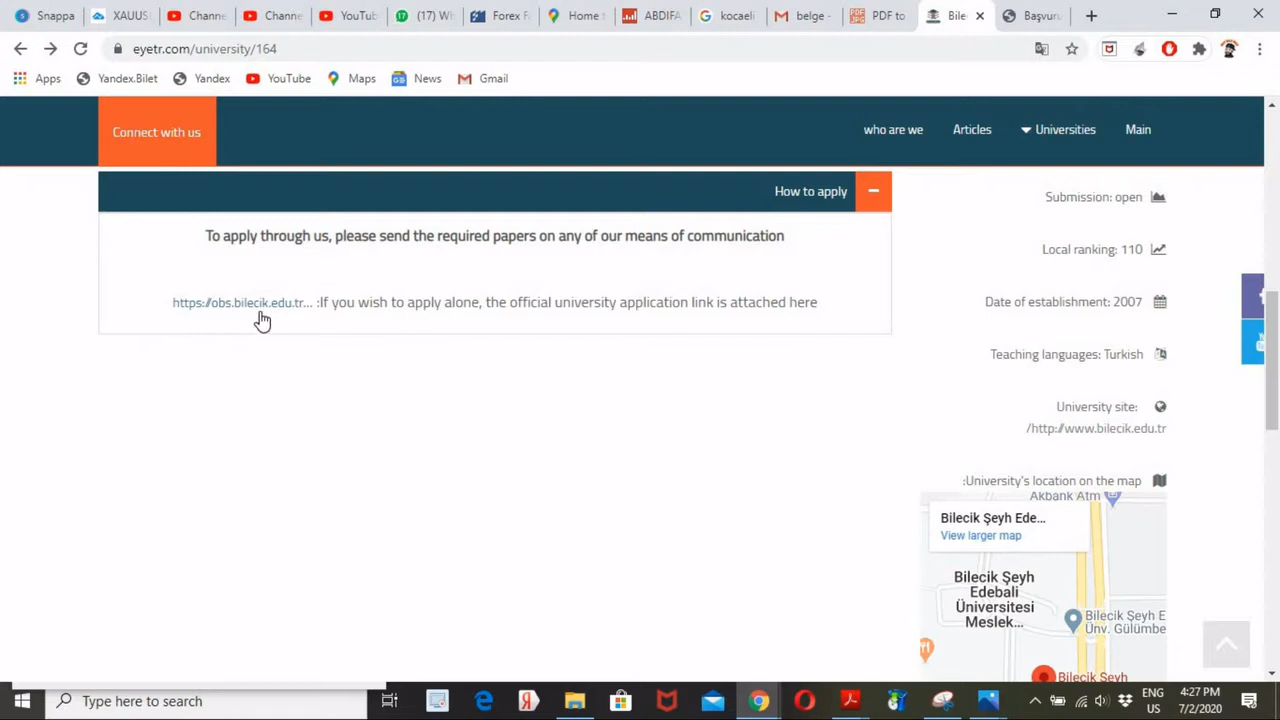 Snappa
XAUUS
Channe
Channe
YouTub
(17) Wh
Forex F
Home t
ABDIFA
kocaeli
belge -
PDF to
Bile
Başvuru
eyetr.com/university/164
Apps
Yandex.Bilet
Yandex
YouTube
Maps
News
Gmail
Connect with us
who are we
Articles
Universities
Main
How to apply
To apply through us, please send the required papers on any of our means of communication
https://obs.bilecik.edu.tr... :If you wish to apply alone, the official university application link is attached here
Submission: open
Local ranking: 110
Date of establishment: 2007
Teaching languages: Turkish
University site:
/http://www.bilecik.edu.tr
:University's location on the map
Akbank Atm
Bilecik Şeyh Ede...
View larger map
Bilecik Şeyh
Edebali
Üniversitesi
Meslek...
Bilecik Şeyh E
Ünv. Gülümbe
Bilecik Şeyh
Type here to search
ENG
US
4:27 PM
7/2/2020